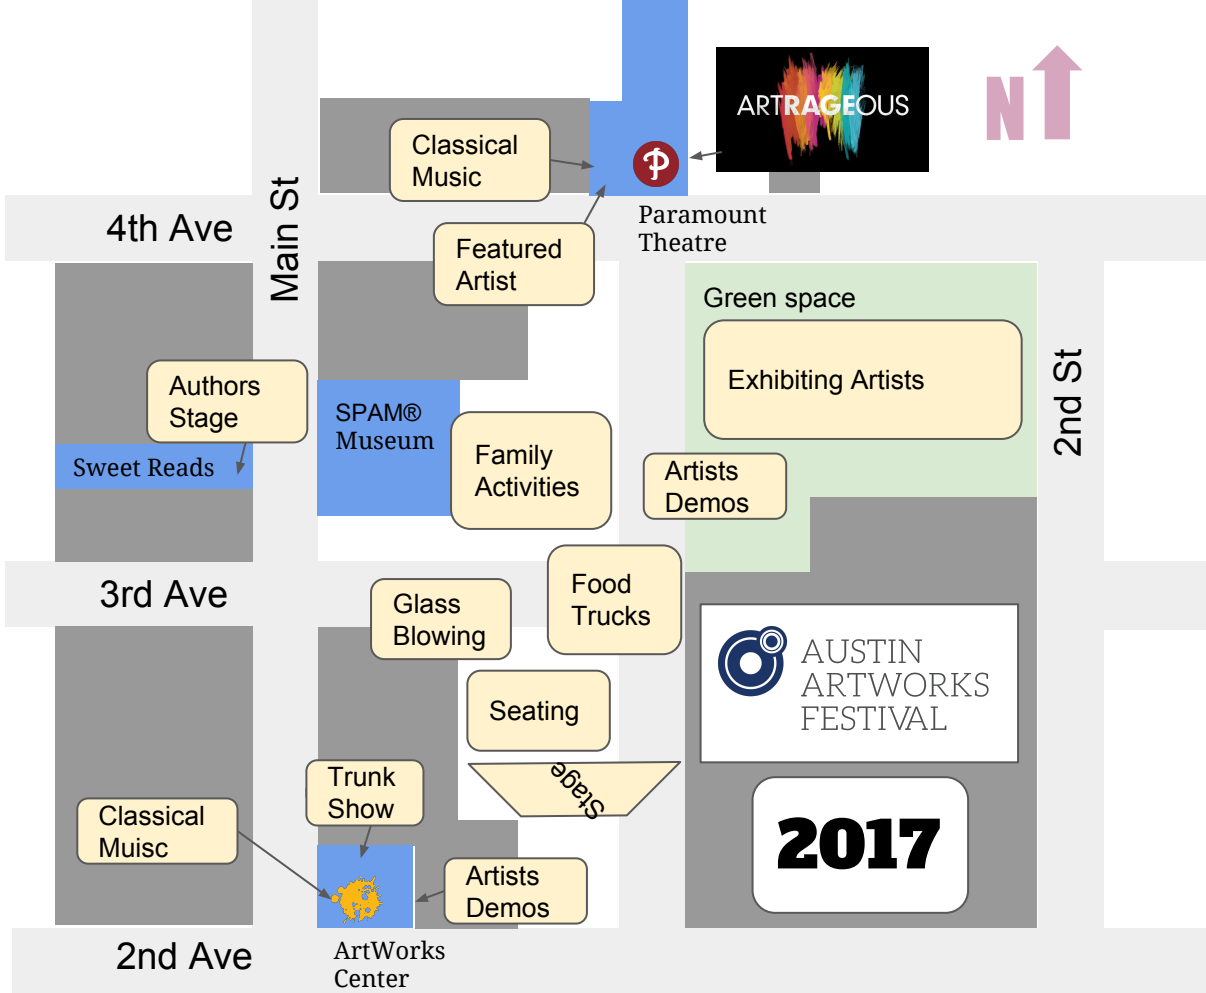 ARTRAGEOUS
N
Classical
Music
P
Main St
4th Ave
Paramount
Theatre
Featured
Artist
Green space
Exhibiting Artists
2nd St
Authors
Stage
SPAM®
Museum
Sweet Reads
Family
Activities
Artists
Demos
3rd Ave
Glass
Blowing
Food
Trucks
AUSTIN
ARTWORKS
FESTIVAL
Seating
Stage
Trunk
Show
Classical
Muisc
2017
Artists
Demos
2nd Ave
ArtWorks
Center